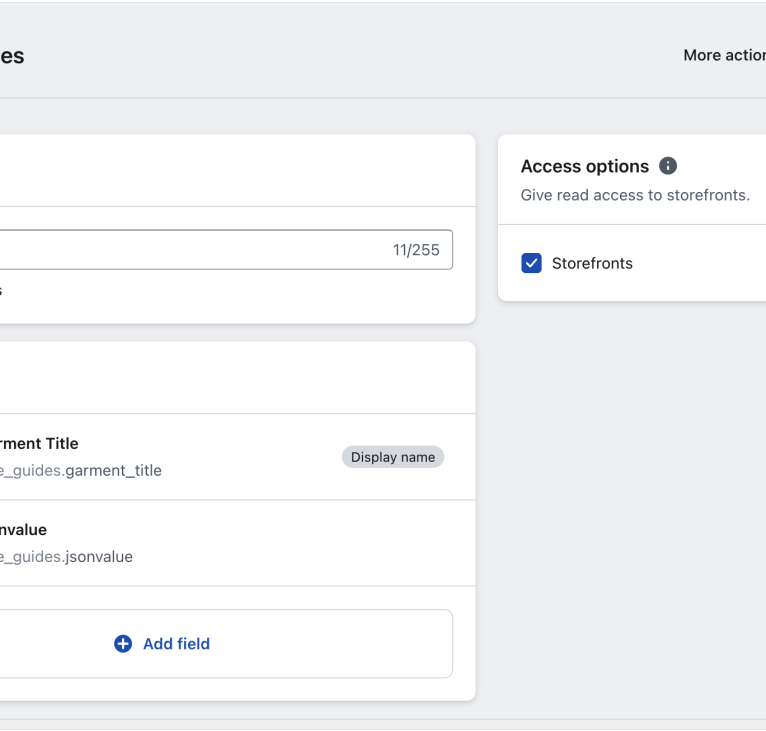 es
More action
11/255
s
Access options
Give read access to storefronts.
Storefronts
rment Title
e_guides.garment_title
Display name
nvalue
e_guides.jsonvalue
Add field